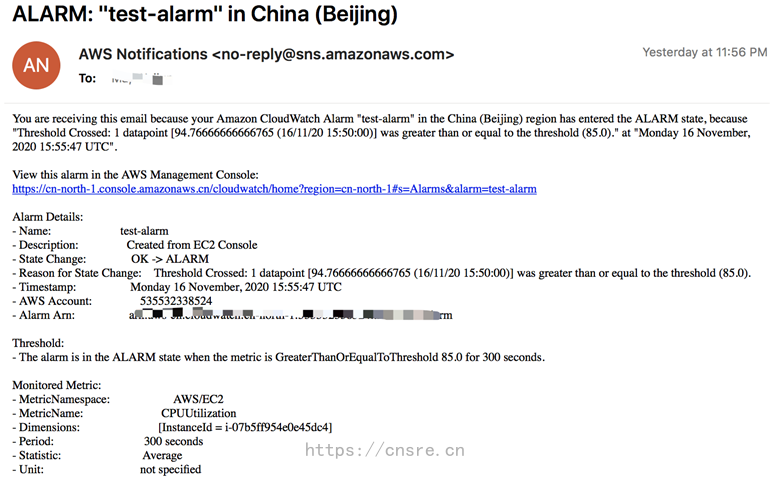 ALARM: "test-alarm" in China (Beijing)
AN
AWS Notifications <no-reply@sns.amazonaws.com>
Yesterday at 11:56 PM
To:
You are receiving this email because your Amazon CloudWatch Alarm "test-alarm" in the China (Beijing) region has entered the ALARM state, because
"Threshold Crossed: 1 datapoint [94.76666666666765 (16/11/20 15:50:00)] was greater than or equal to the threshold (85.0)." at "Monday 16 November,
2020 15:55:47 UTC".
View this alarm in the AWS Management Console:
https://cn-north-1.console.amazonaws.cn/cloudwatch/home?region=cn-north-1#s=Alarms&alarm=test-alarm
Alarm Details:
- Name: test-alarm
- Description: Created from EC2 Console
- State Change: OK -> ALARM
- Reason for State Change: Threshold Crossed: 1 datapoint [94.76666666666765 (16/11/20 15:50:00)] was greater than or equal to the threshold (85.0).
- Timestamp: Monday 16 November, 2020 15:55:47 UTC
- AWS Account: 535532338524
- Alarm Arn:
Threshold:
- The alarm is in the ALARM state when the metric is GreaterThanOrEqualToThreshold 85.0 for 300 seconds.
Monitored Metric:
- MetricNamespace: AWS/EC2
- MetricName: CPUUtilization
- Dimensions: [InstanceId = i-07b5ff954e0e45dc4]
- Period: 300 seconds
- Statistic: Average
- Unit: not specified
https://cnsre.cn